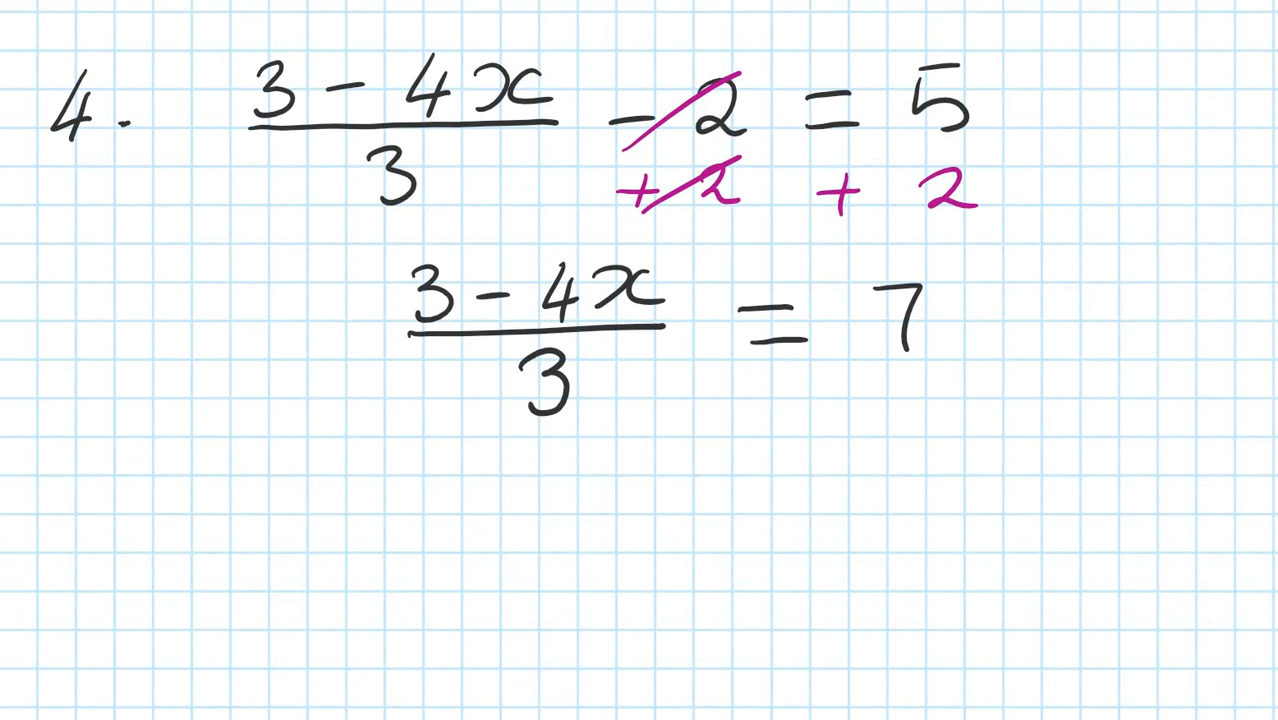 4. 3 - 4x / 3 - 2 = 5
+ 2 + 2
3 - 4x / 3 = 7